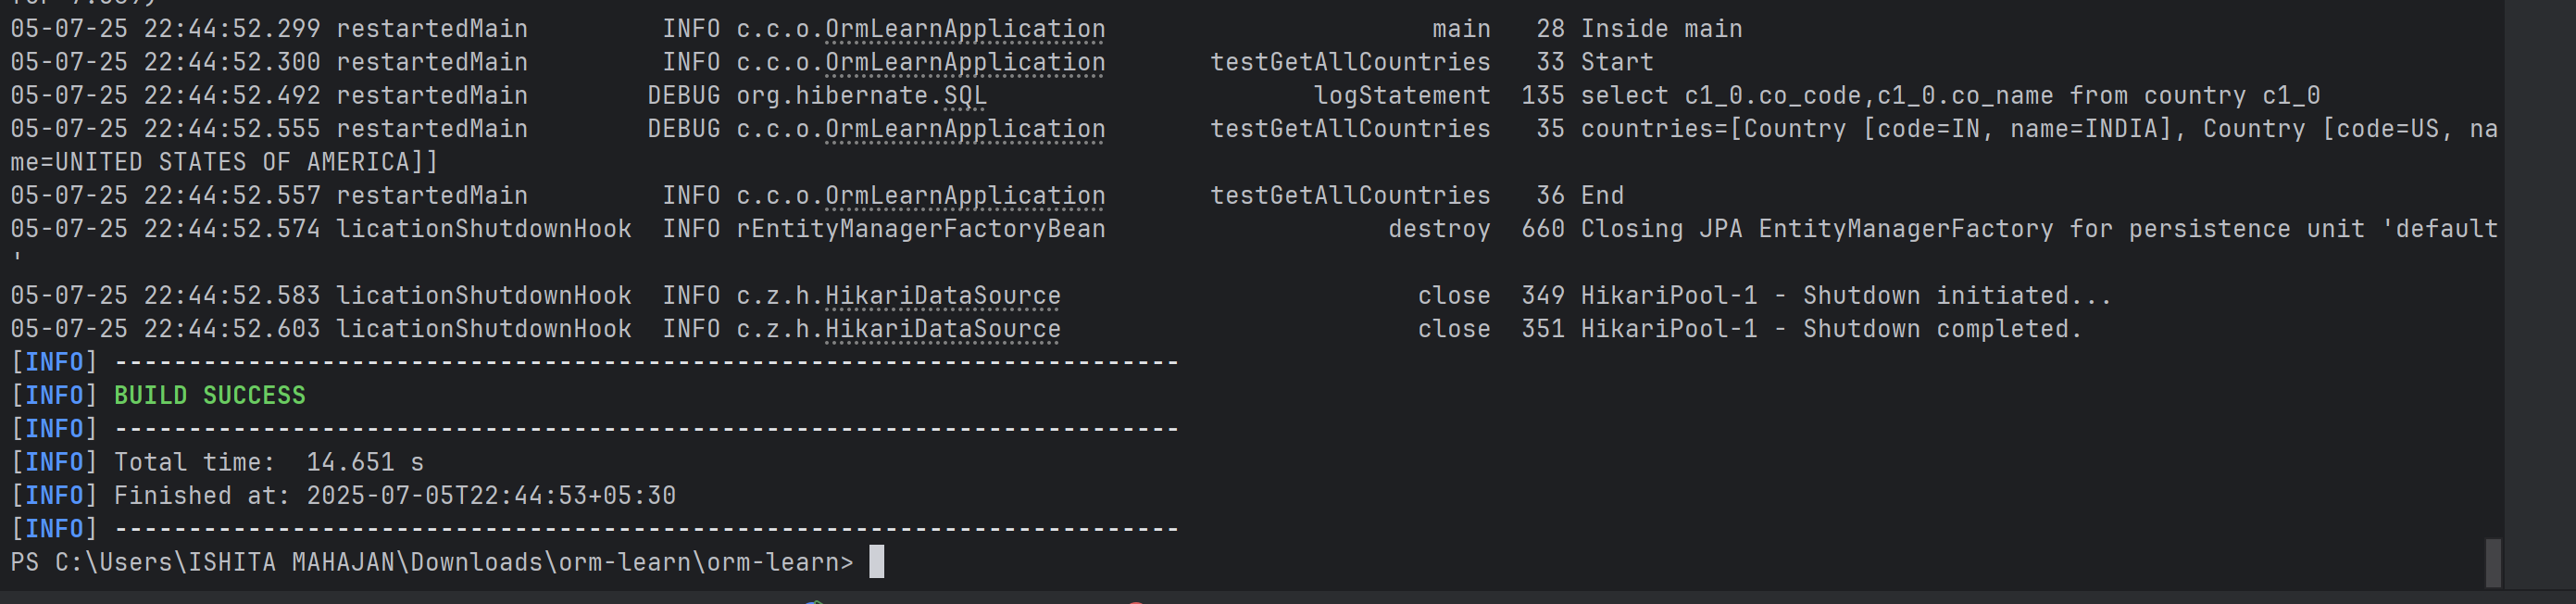 05-07-25 22:44:52.299 restartedMain         INFO c.c.o.OrmLearnApplication                      main   28 Inside main
05-07-25 22:44:52.300 restartedMain         INFO c.c.o.OrmLearnApplication       testGetAllCountries   33 Start
05-07-25 22:44:52.492 restartedMain        DEBUG org.hibernate.SQL                      logStatement  135 select c1_0.co_code,c1_0.co_name from country c1_0
05-07-25 22:44:52.555 restartedMain        DEBUG c.c.o.OrmLearnApplication       testGetAllCountries   35 countries=[Country [code=IN, name=INDIA], Country [code=US, na
me=UNITED STATES OF AMERICA]]
05-07-25 22:44:52.557 restartedMain         INFO c.c.o.OrmLearnApplication       testGetAllCountries   36 End
05-07-25 22:44:52.574 licationShutdownHook  INFO rEntityManagerFactoryBean                   destroy  660 Closing JPA EntityManagerFactory for persistence unit 'default
'
05-07-25 22:44:52.583 licationShutdownHook  INFO c.z.h.HikariDataSource                        close  349 HikariPool-1 - Shutdown initiated...
05-07-25 22:44:52.603 licationShutdownHook  INFO c.z.h.HikariDataSource                        close  351 HikariPool-1 - Shutdown completed.
[INFO] ------------------------------------------------------------------------
[INFO] BUILD SUCCESS
[INFO] ------------------------------------------------------------------------
[INFO] Total time:  14.651 s
[INFO] Finished at: 2025-07-05T22:44:53+05:30
[INFO] ------------------------------------------------------------------------
PS C:\Users\ISHITA MAHAJAN\Downloads\orm-learn\orm-learn>